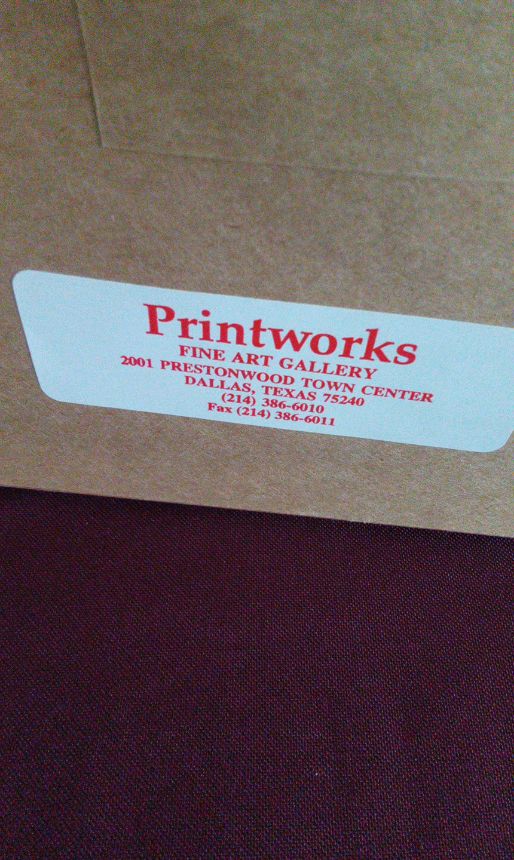 Printworks
FINE ART GALLERY
2001 PRESTONWOOD TOWN CENTER
DALLAS, TEXAS 75240
(214) 386-6010
Fax (214) 386-6011